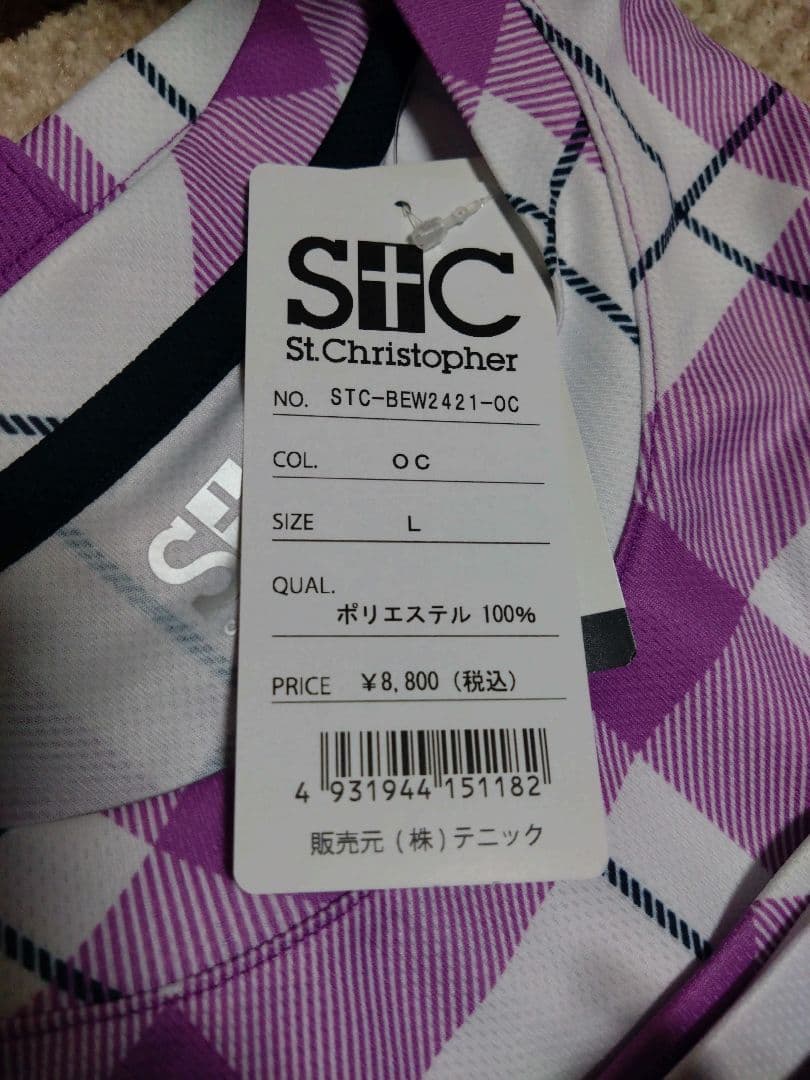 StC
St.Christopher
NO. STC-BEW2421-OC
COL. OC
SIZE L
QUAL.
ポリエステル 100%
PRICE ¥8,800 (税込)
4 931944 151182
販売元 (株) テニック